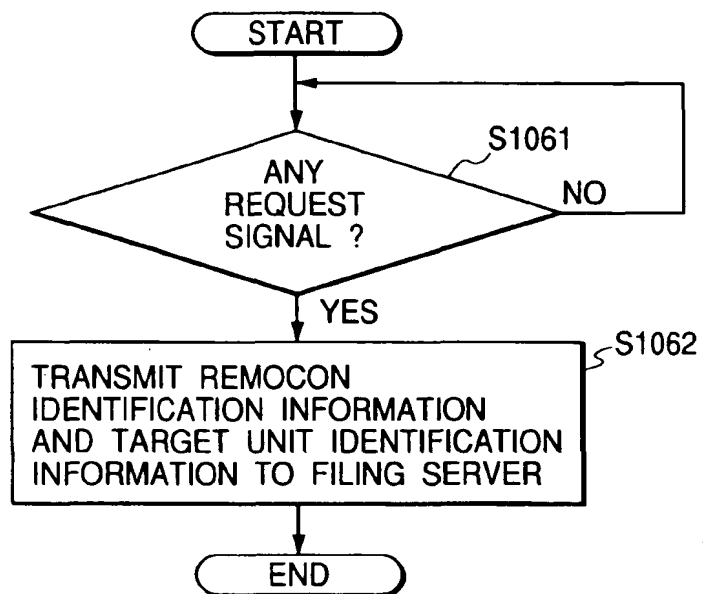 START
S1061
ANY
REQUEST
SIGNAL ?
NO
YES
S1062
TRANSMIT REMOCON
IDENTIFICATION INFORMATION
AND TARGET UNIT IDENTIFICATION
INFORMATION TO FILING SERVER
END